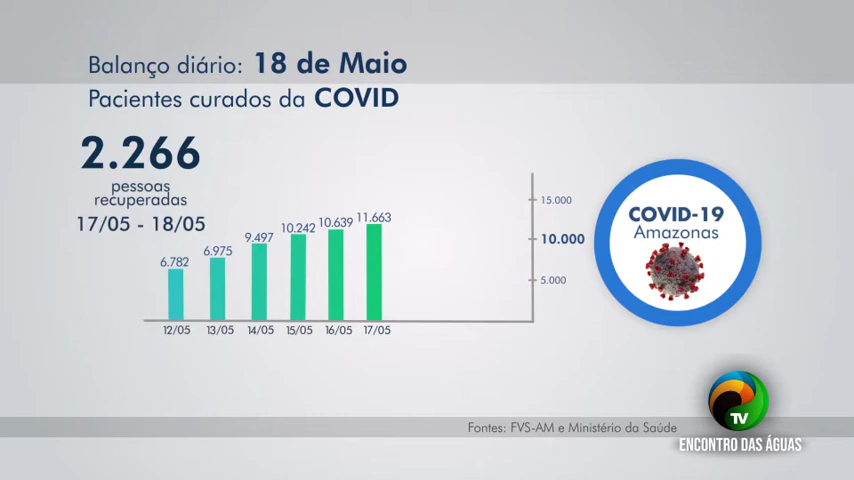 Balanço diário: 18 de Maio
Pacientes curados da COVID
2.266
pessoas
recuperadas
17/05 - 18/05
6.782
6.975
9.497
10.242
10.639
11.663
12/05
13/05
14/05
15/05
16/05
17/05
15.000
10.000
5.000
COVID-19
Amazonas
Fontes: FVS-AM e Ministério da Saúde
TV
ENCONTRO DAS ÁGUAS